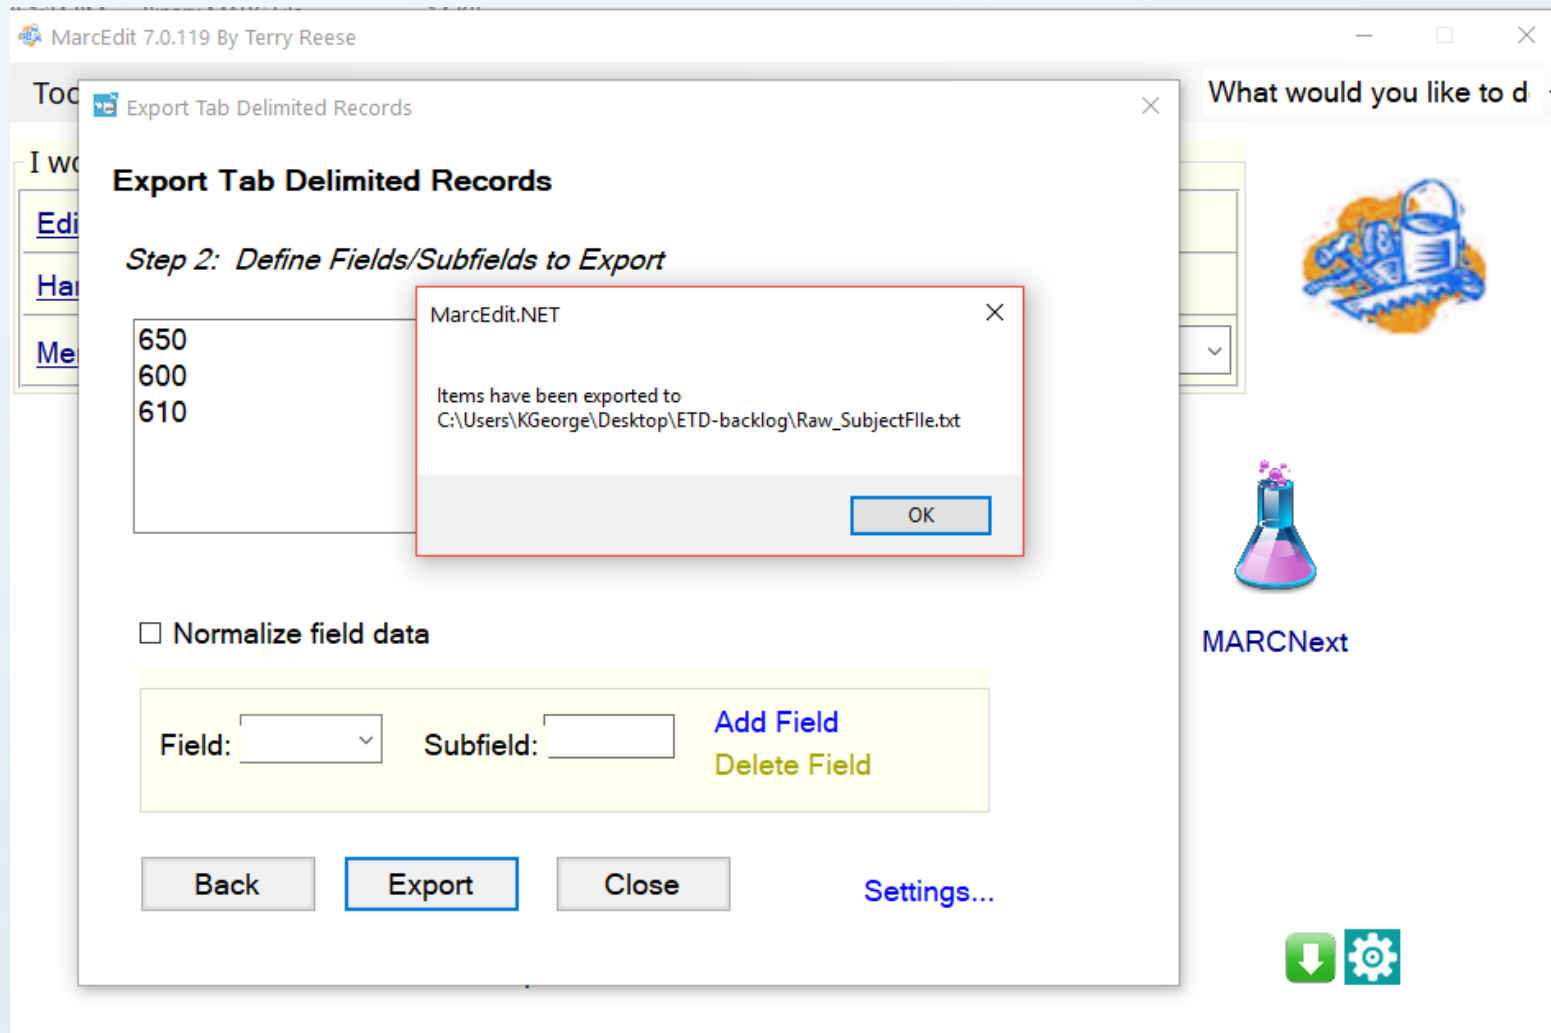 MarcEdit 7.0.119 By Terry Reese
What would you like to d
Export Tab Delimited Records
I wo
Export Tab Delimited Records
Edi
Step 2: Define Fields/Subfields to Export
Har
MarcEdit.NET
650
Me
600
Items have been exported to
610
C:\Users\KGeorge\Desktop\ETD-backlog\Raw_SubjectFIle.txt
OK
Normalize field data
MARCNext
Field:
Subfield:
Add Field
Delete Field
Back
Export
Close
Settings...